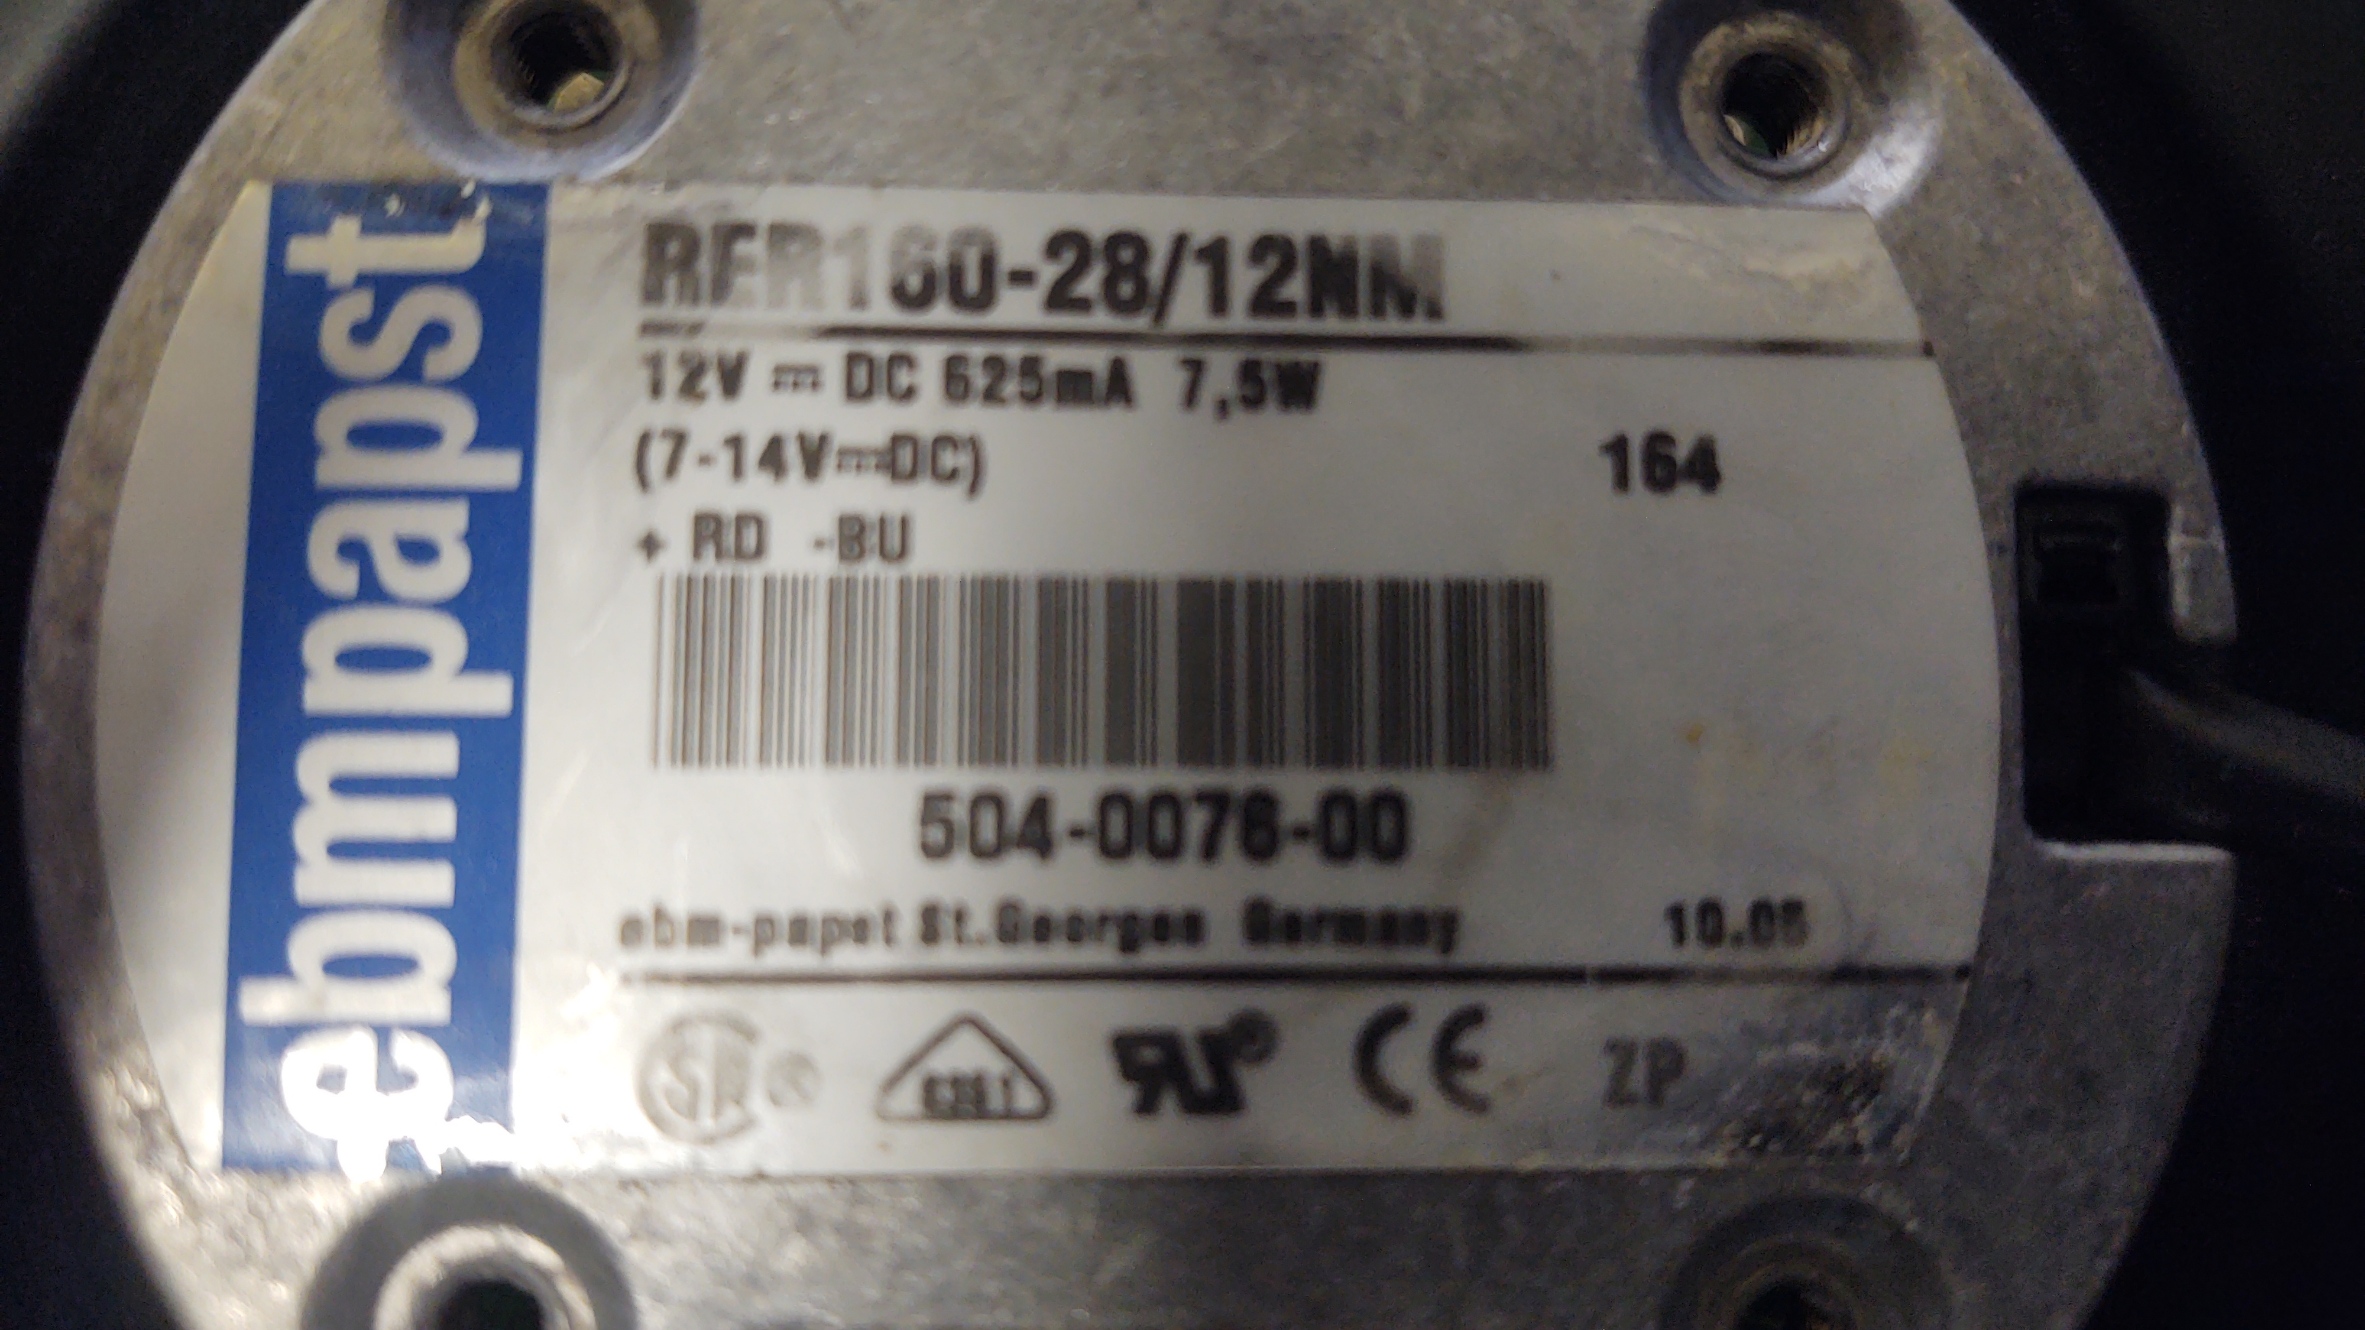 ebmpapst
RER160-28/12NM
12V ⎓ DC 625mA 7,5W
(7-14V⎓DC)
164
+ RD -BU
504-0076-00
ebm-papst St.Georgen Germany
10.05
CE
ZP